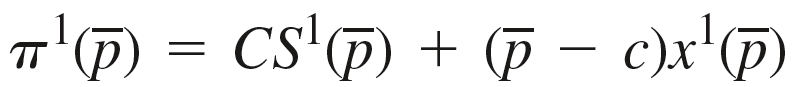 π¹(p̅) = CS¹(p̅) + (p̅ − c)x¹(p̅)